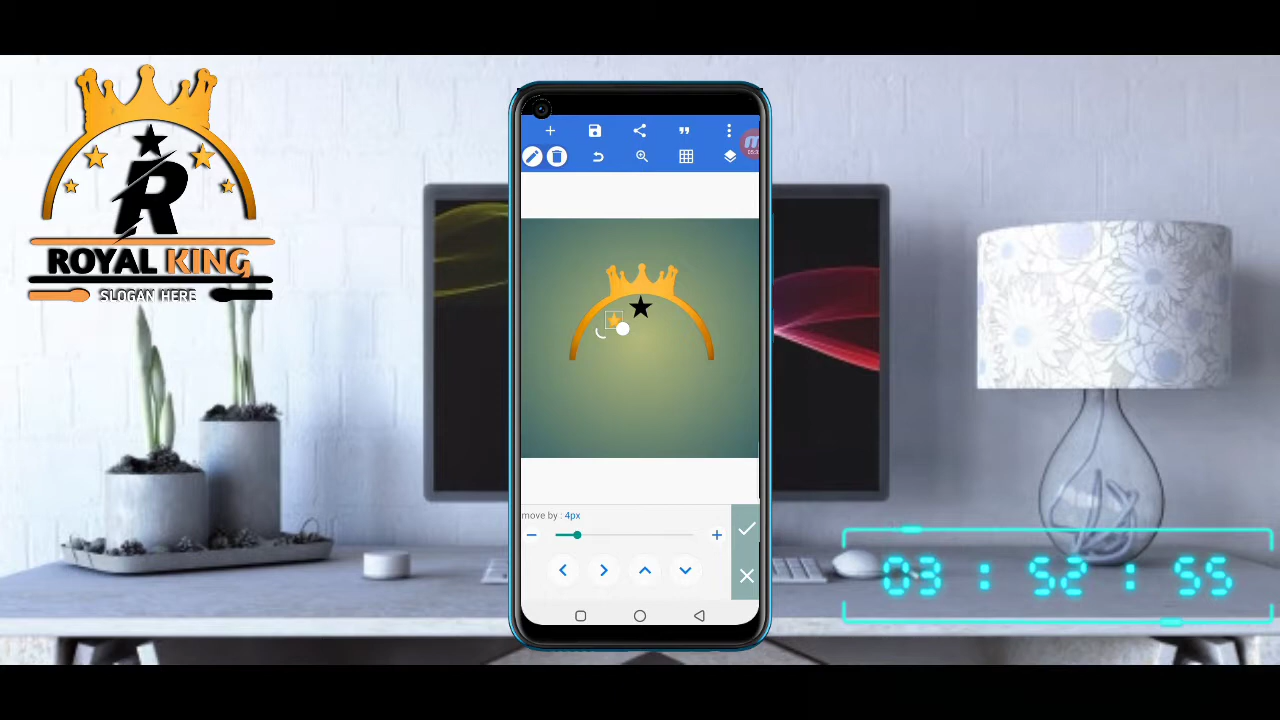 R
ROYAL KING
SLOGAN HERE
move by : 4px
03 : 52 : 55